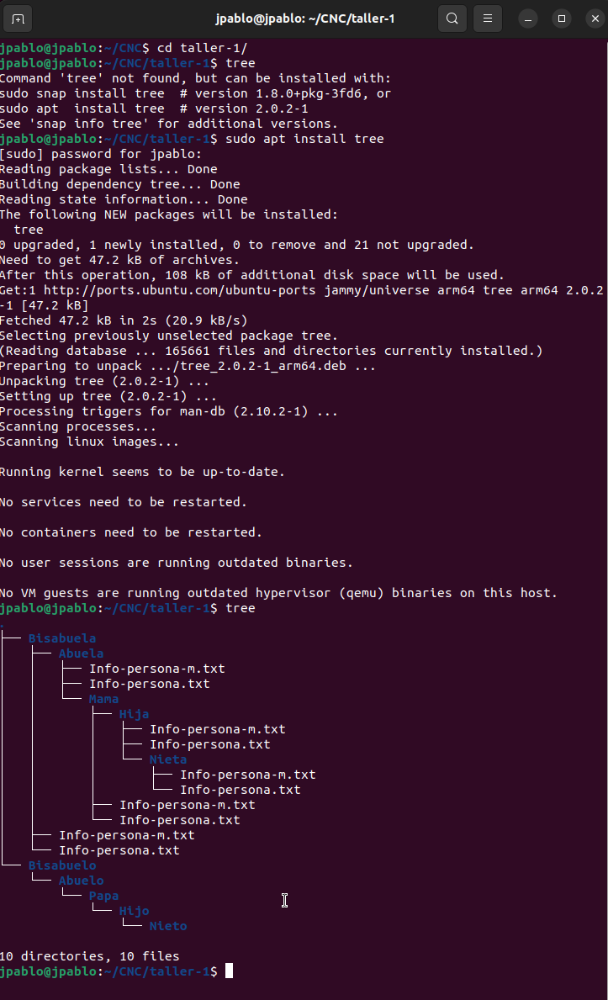 jpablo@jpablo: ~/CNC/taller-1
jpablo@jpablo:~/CNC$ cd taller-1/
jpablo@jpablo:~/CNC/taller-1$ tree
Command 'tree' not found, but can be installed with:
sudo snap install tree  # version 1.8.0+pkg-3fd6, or
sudo apt  install tree  # version 2.0.2-1
See 'snap info tree' for additional versions.
jpablo@jpablo:~/CNC/taller-1$ sudo apt install tree
[sudo] password for jpablo:
Reading package lists... Done
Building dependency tree... Done
Reading state information... Done
The following NEW packages will be installed:
  tree
0 upgraded, 1 newly installed, 0 to remove and 21 not upgraded.
Need to get 47.2 kB of archives.
After this operation, 108 kB of additional disk space will be used.
Get:1 http://ports.ubuntu.com/ubuntu-ports jammy/universe arm64 tree arm64 2.0.2
-1 [47.2 kB]
Fetched 47.2 kB in 2s (20.9 kB/s)
Selecting previously unselected package tree.
(Reading database ... 165661 files and directories currently installed.)
Preparing to unpack .../tree_2.0.2-1_arm64.deb ...
Unpacking tree (2.0.2-1) ...
Setting up tree (2.0.2-1) ...
Processing triggers for man-db (2.10.2-1) ...
Scanning processes...
Scanning linux images...

Running kernel seems to be up-to-date.

No services need to be restarted.

No containers need to be restarted.

No user sessions are running outdated binaries.

No VM guests are running outdated hypervisor (qemu) binaries on this host.
jpablo@jpablo:~/CNC/taller-1$ tree
.
├── Bisabuela
│   ├── Abuela
│   │   ├── Info-persona-m.txt
│   │   ├── Info-persona.txt
│   │   └── Mama
│   │       ├── Hija
│   │       │   ├── Info-persona-m.txt
│   │       │   ├── Info-persona.txt
│   │       │   └── Nieta
│   │       │       ├── Info-persona-m.txt
│   │       │       └── Info-persona.txt
│   │       ├── Info-persona-m.txt
│   │       └── Info-persona.txt
│   ├── Info-persona-m.txt
│   └── Info-persona.txt
└── Bisabuelo
    └── Abuelo
        └── Papa
            └── Hijo
                └── Nieto

10 directories, 10 files
jpablo@jpablo:~/CNC/taller-1$